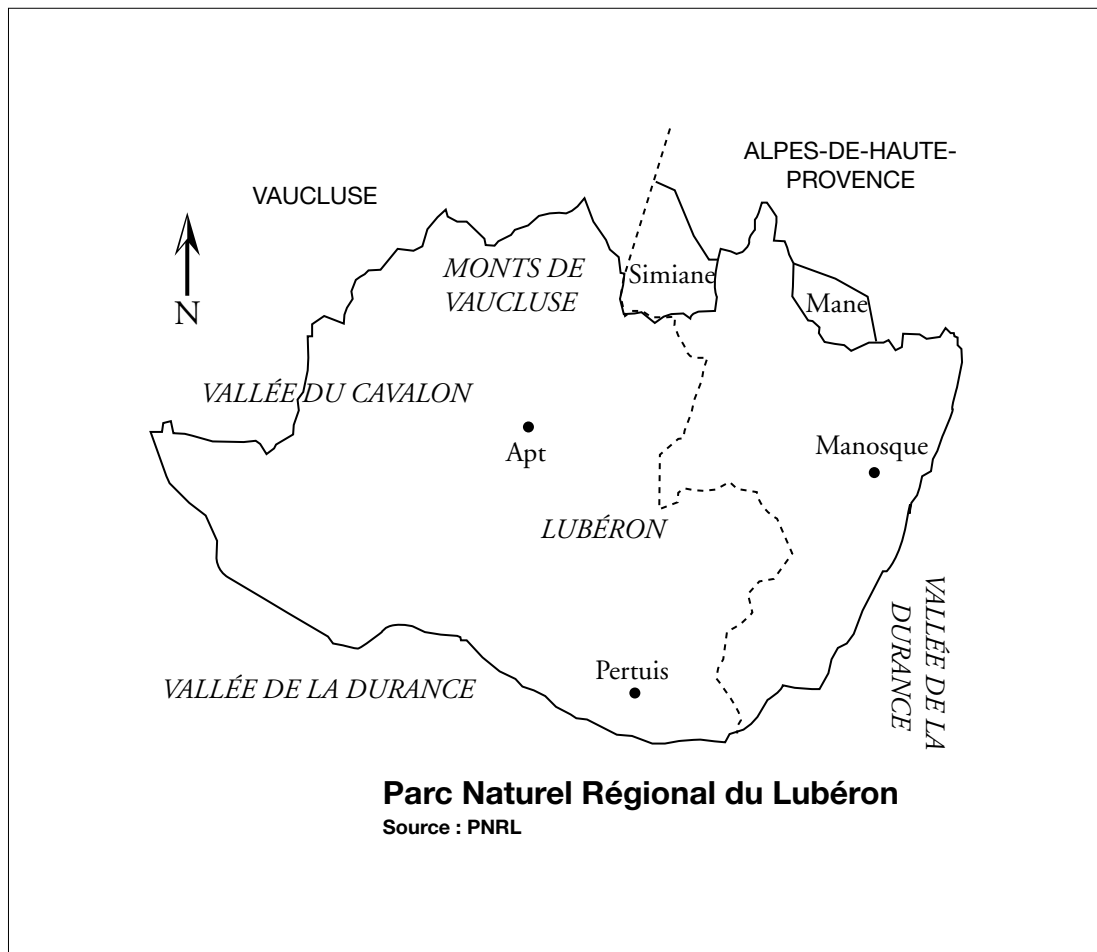 ALPES-DE-HAUTE-
PROVENCE
VAUCLUSE
MONTS DE
VAUCLUSE
Simiane
Mane
N
VALLÉE DU CAVALON
Apt
Manosque
LUBÉRON
VALLÉE DE LA
DURANCE
Pertuis
VALLÉE DE LA DURANCE
Parc Naturel Régional du Lubéron
Source : PNRL